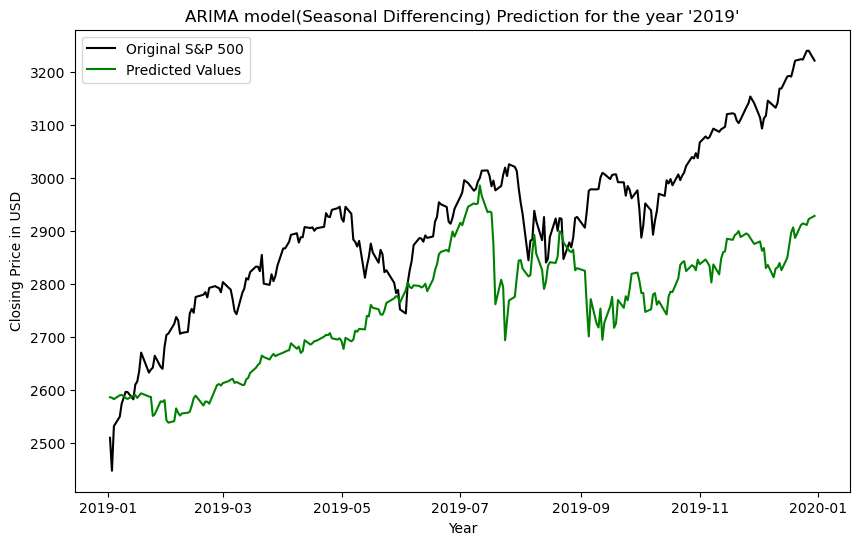 ARIMA model(Seasonal Differencing) Prediction for the year '2019'
Original S&P 500
Predicted Values
3200
3100
3000
2900
2800
2700
2600
2500
Closing Price in USD
2019-01 2019-03 2019-05 2019-07 2019-09 2019-11 2020-01
Year